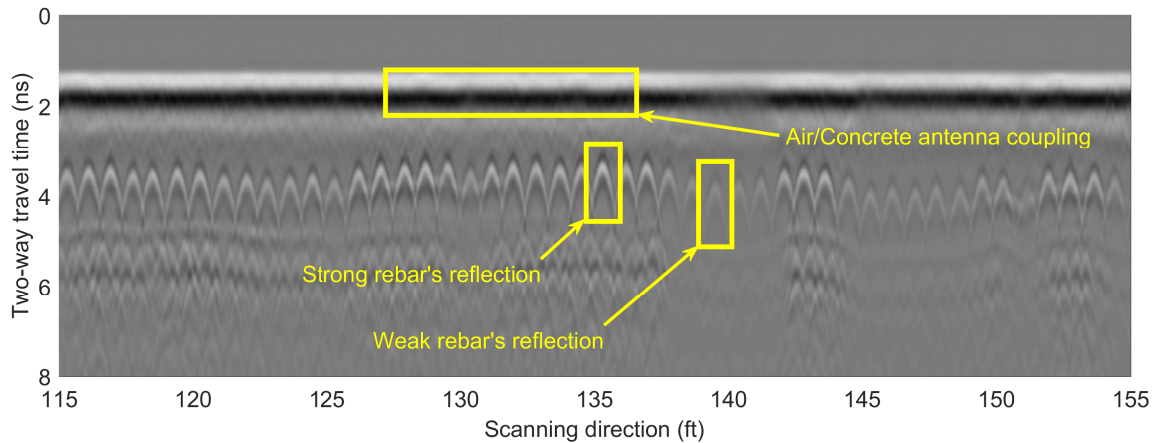 0
2
4
6
8
Two-way travel time (ns)
Air/Concrete antenna coupling
Strong rebar's reflection
Weak rebar's reflection
115 120 125 130 135 140 145 150 155
Scanning direction (ft)